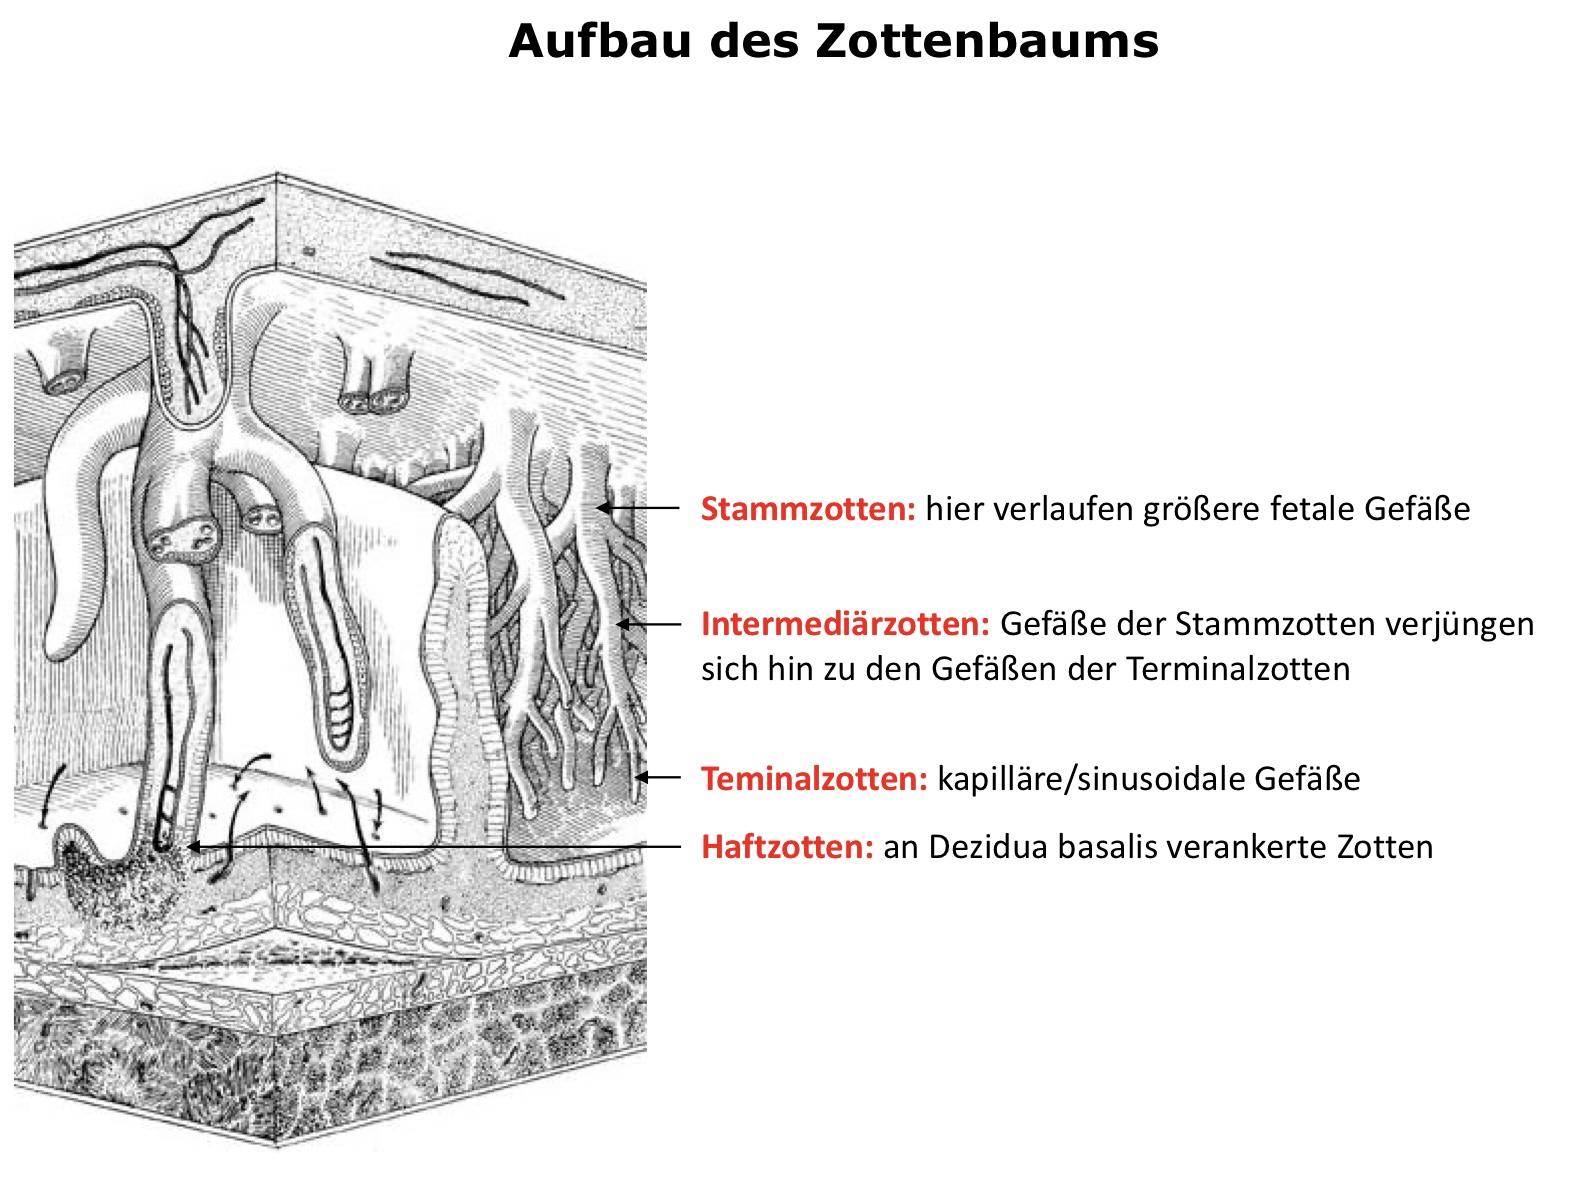 Aufbau des Zottenbaums
Stammzotten: hier verlaufen größere fetale Gefäße
Intermediärzotten: Gefäße der Stammzotten verjüngen
sich hin zu den Gefäßen der Terminalzotten
Teminalzotten: kapilläre/sinusoidale Gefäße
Haftzotten: an Dezidua basalis verankerte Zotten